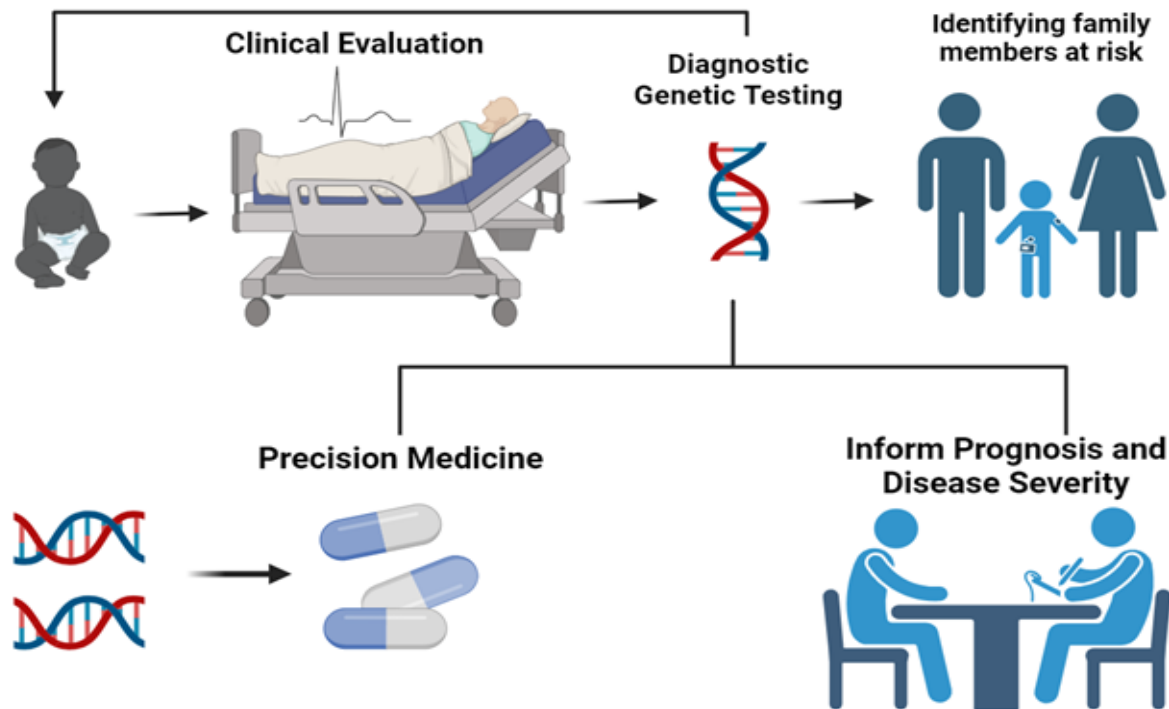 Clinical Evaluation
Diagnostic
Genetic Testing
Identifying family
members at risk
Precision Medicine
Inform Prognosis and
Disease Severity